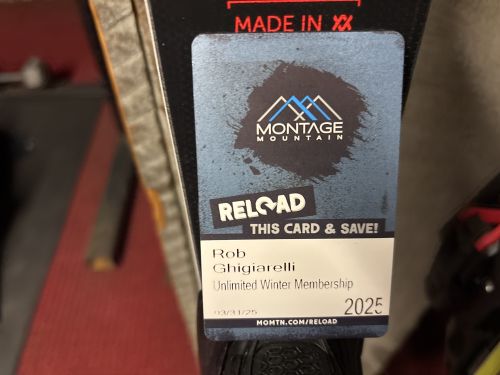 MADE IN
MONTAGE
MOUNTAIN
RELOAD
THIS CARD & SAVE!
Rob
Ghigiarelli
Unlimited Winter Membership
03/31/25
2025
MOMTN.COM/RELOAD